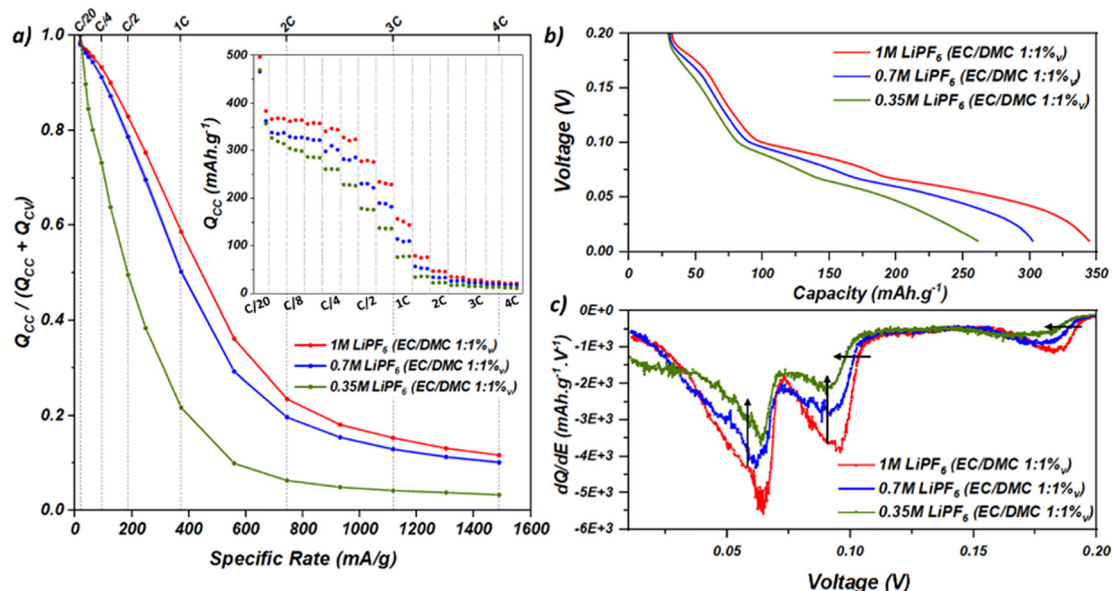 a)
C/20 C/4 C/2 1C 2C 3C 4C
1.0
0.8
0.6
0.4
0.2
0.0
Q_CC / (Q_CC + Q_CV)
0 200 400 600 800 1000 1200 1400 1600
Specific Rate (mA/g)
500
400
300
200
100
0
Q_CC (mAh.g⁻¹)
C/20 C/8 C/4 C/2 1C 2C 3C 4C
1M LiPF₆ (EC/DMC 1:1%ᵥ)
0.7M LiPF₆ (EC/DMC 1:1%ᵥ)
0.35M LiPF₆ (EC/DMC 1:1%ᵥ)
b)
0.20
0.15
0.10
0.05
0.00
Voltage (V)
1M LiPF₆ (EC/DMC 1:1%ᵥ)
0.7M LiPF₆ (EC/DMC 1:1%ᵥ)
0.35M LiPF₆ (EC/DMC 1:1%ᵥ)
0 50 100 150 200 250 300 350
Capacity (mAh.g⁻¹)
c)
0E+0
-1E+3
-2E+3
-3E+3
-4E+3
-5E+3
-6E+3
dQ/dE (mAh.g⁻¹.V⁻¹)
1M LiPF₆ (EC/DMC 1:1%ᵥ)
0.7M LiPF₆ (EC/DMC 1:1%ᵥ)
0.35M LiPF₆ (EC/DMC 1:1%ᵥ)
0.05 0.10 0.15 0.20
Voltage (V)